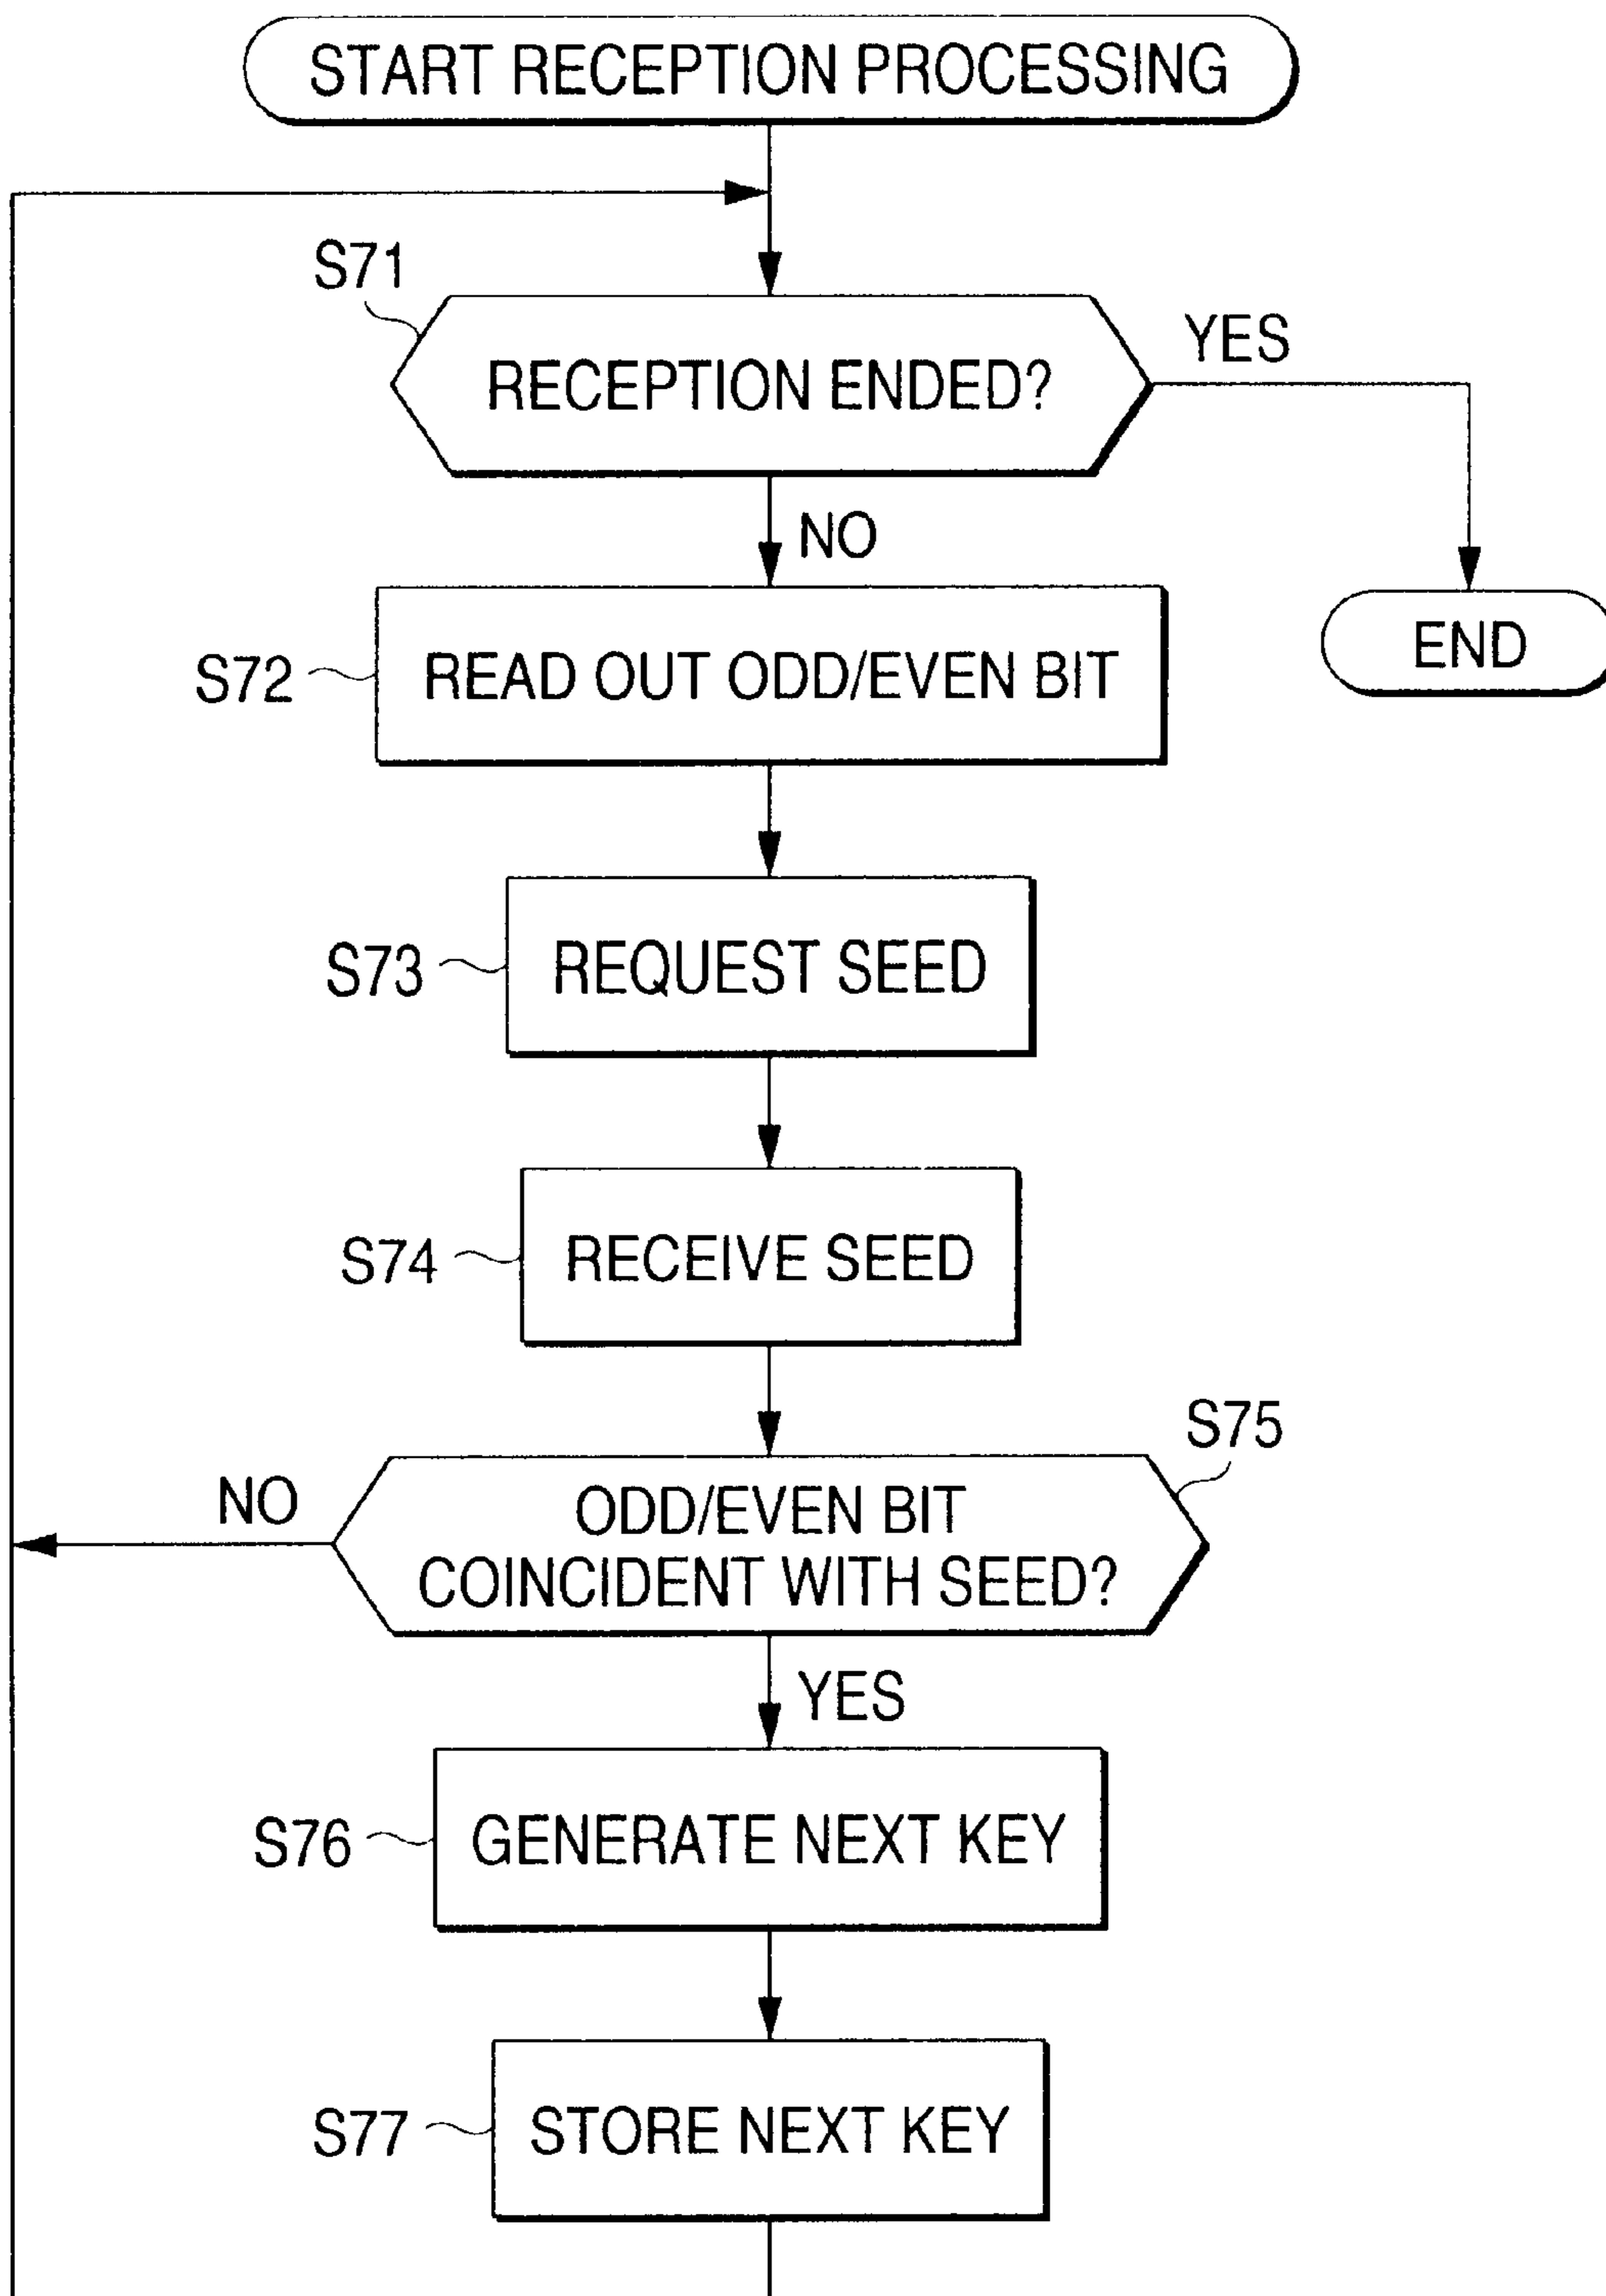 START RECEPTION PROCESSING
S71
RECEPTION ENDED?
YES
NO
S72
READ OUT ODD/EVEN BIT
END
S73
REQUEST SEED
S74
RECEIVE SEED
S75
NO
ODD/EVEN BIT
COINCIDENT WITH SEED?
YES
S76
GENERATE NEXT KEY
S77
STORE NEXT KEY